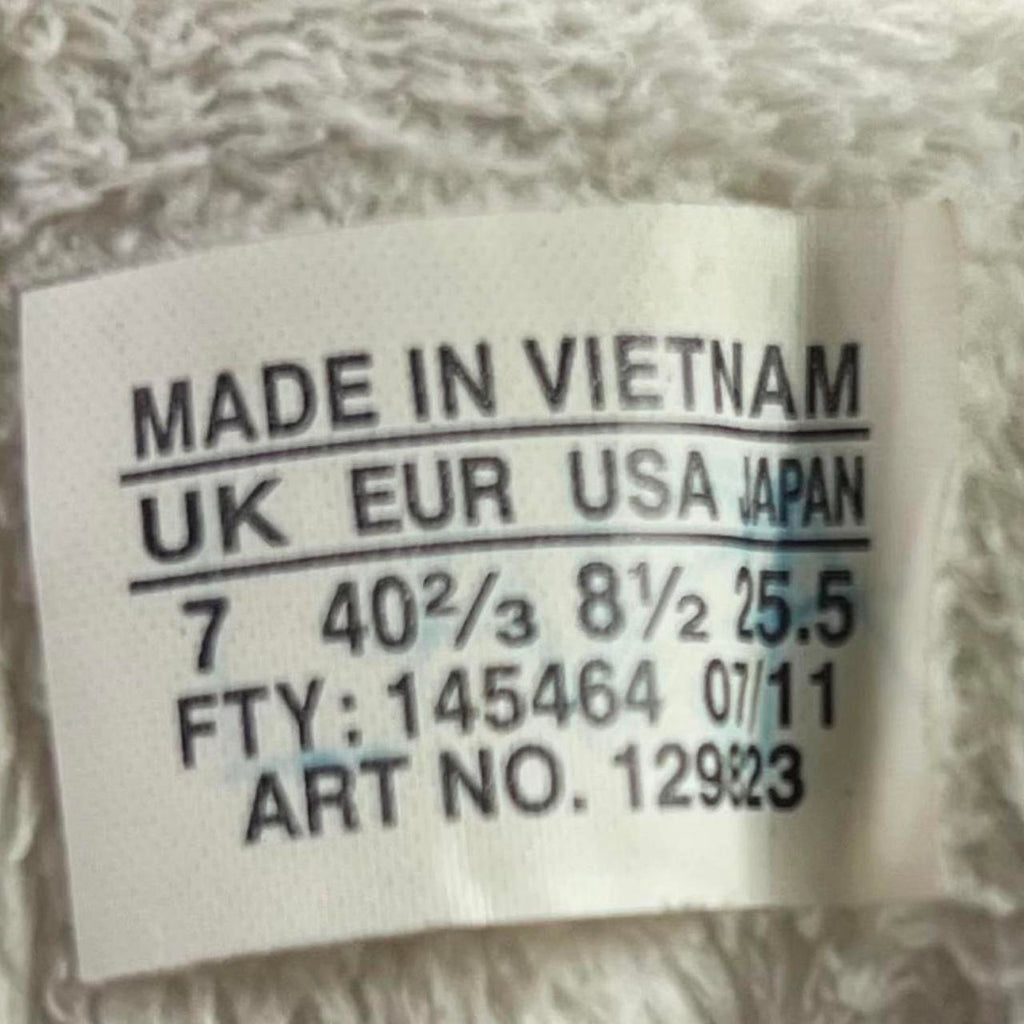 MADE IN VIETNAM
UK EUR USA JAPAN
7 40²/₃ 8½ 25.5
FTY: 145464 07/11
ART NO.